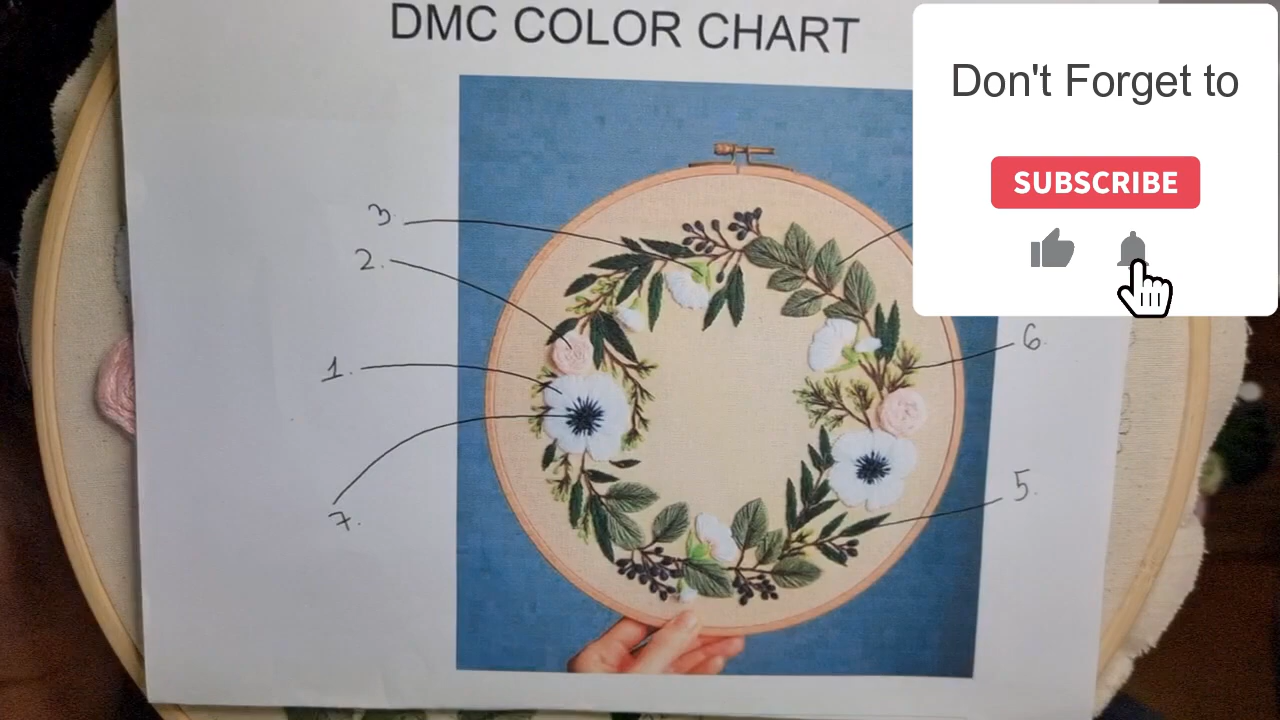 DMC COLOR CHART
Don't Forget to
SUBSCRIBE
3.
2.
1.
7.
6.
5.